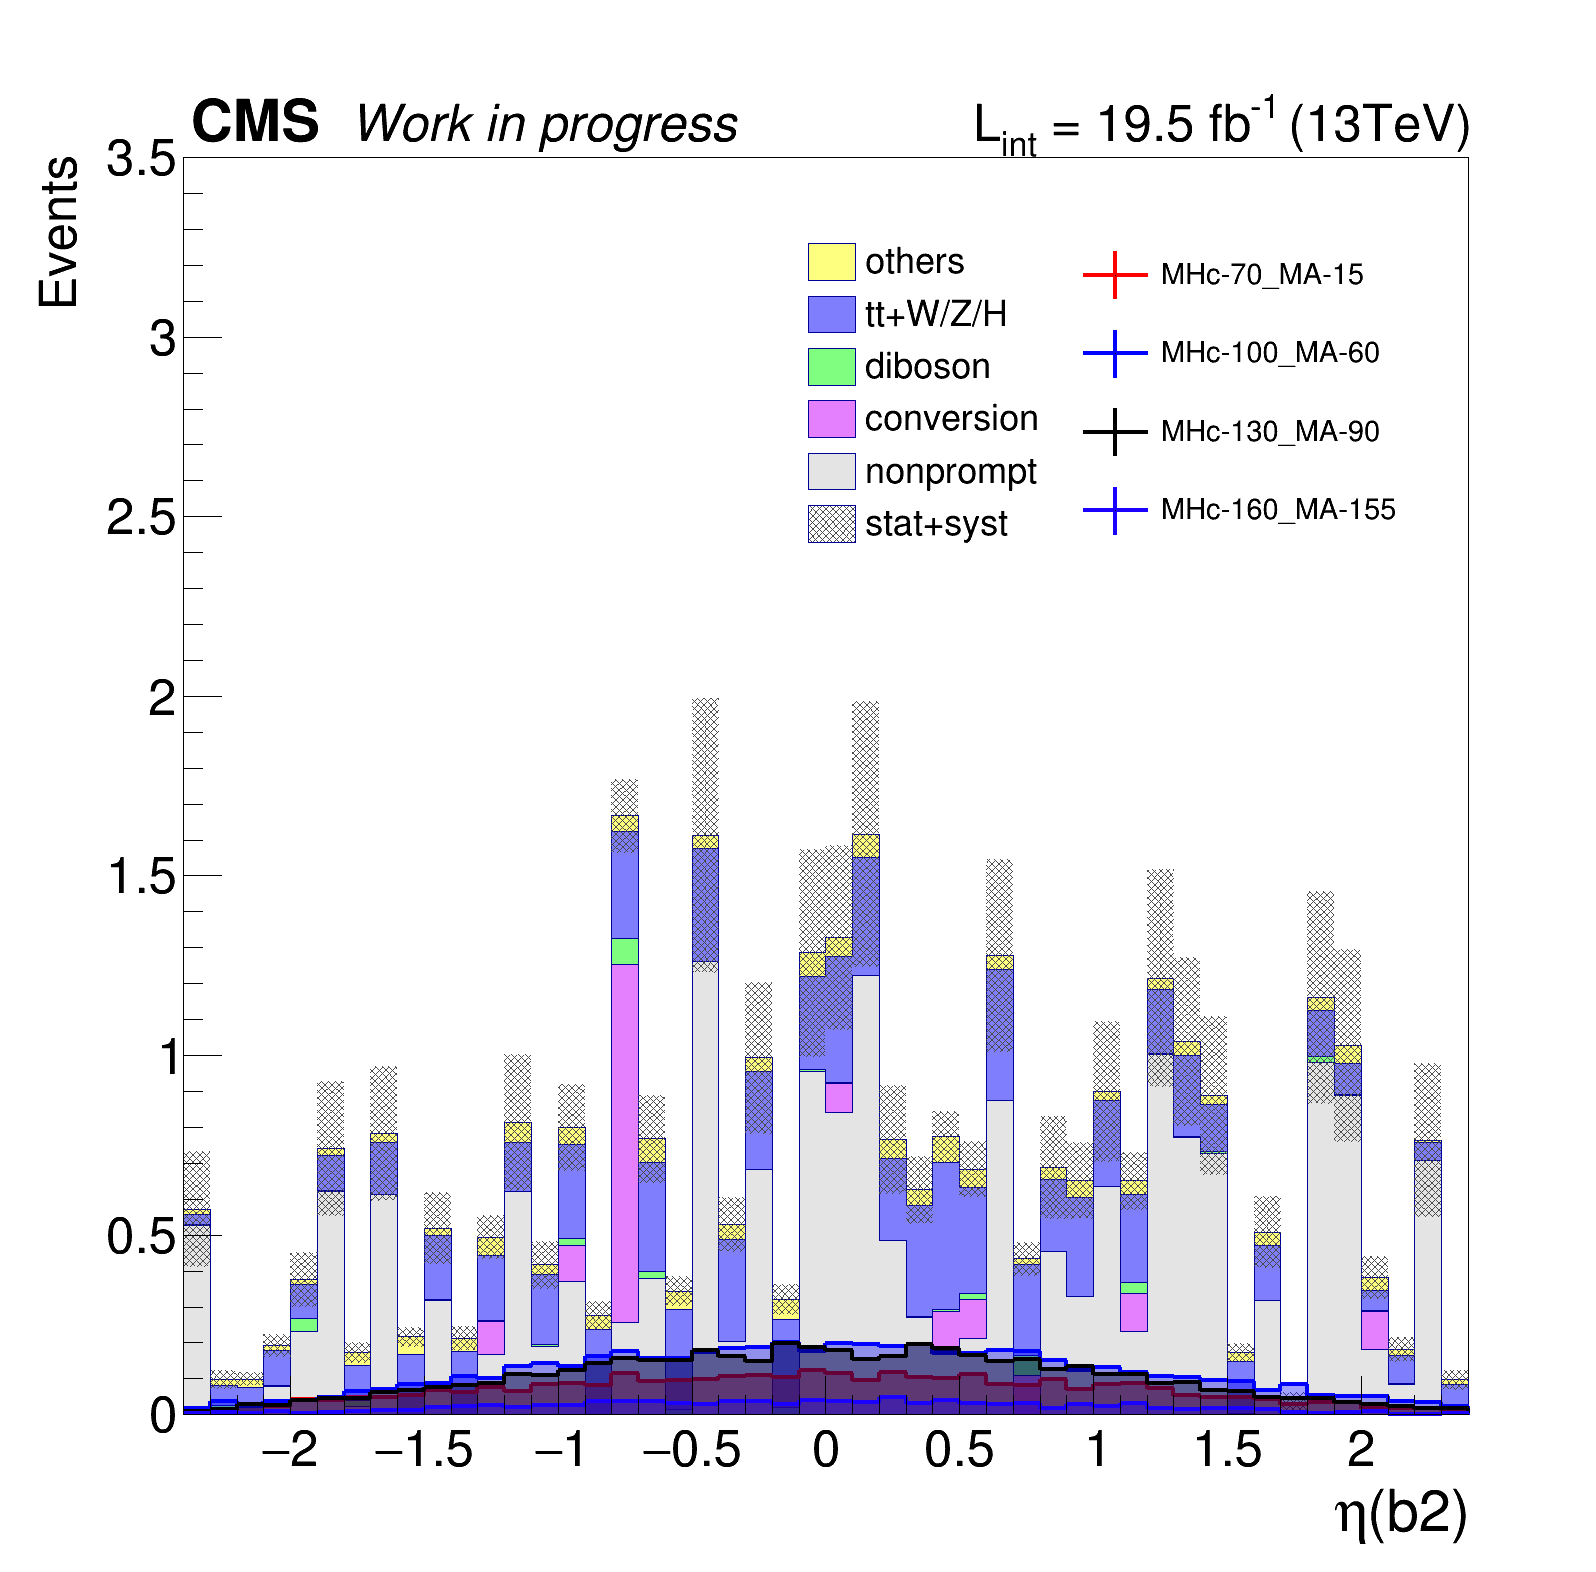 CMS Work in progress
L_int = 19.5 fb^-1 (13TeV)
Events
3.5
3
2.5
2
1.5
1
0.5
0
others
tt+W/Z/H
diboson
conversion
nonprompt
stat+syst
MHc-70_MA-15
MHc-100_MA-60
MHc-130_MA-90
MHc-160_MA-155
−2 −1.5 −1 −0.5 0 0.5 1 1.5 2
η(b2)